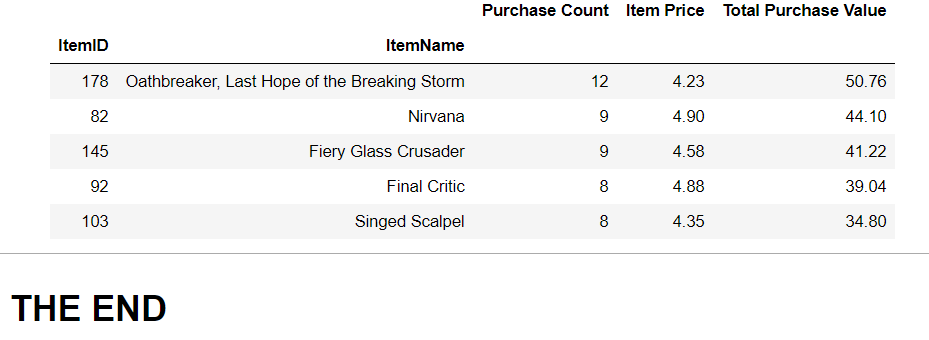 Purchase Count Item Price Total Purchase Value
ItemID ItemName
178 Oathbreaker, Last Hope of the Breaking Storm 12 4.23 50.76
82 Nirvana 9 4.90 44.10
145 Fiery Glass Crusader 9 4.58 41.22
92 Final Critic 8 4.88 39.04
103 Singed Scalpel 8 4.35 34.80
THE END